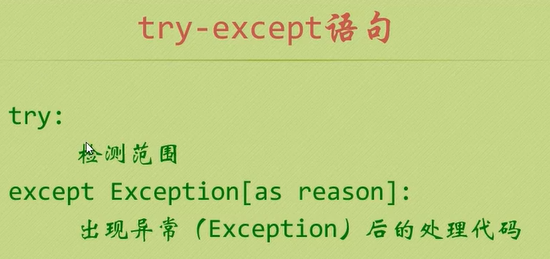 try-except语句
try:
检测范围
except Exception[as reason]:
出现异常（Exception）后的处理代码